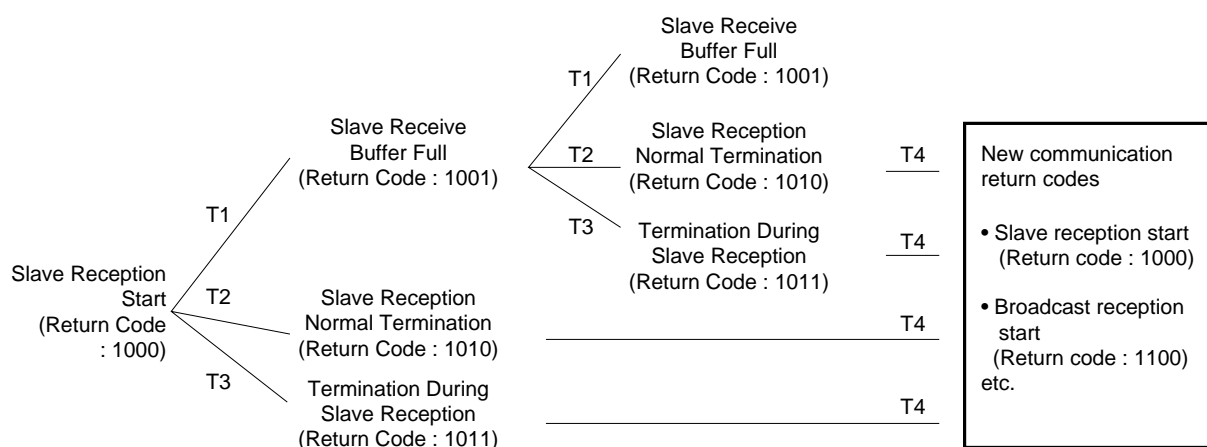 Slave Receive
Buffer Full
(Return Code : 1001)
T1
Slave Receive
Buffer Full
(Return Code : 1001)
T2
Slave Reception
Normal Termination
(Return Code : 1010)
T4
T3
Termination During
Slave Reception
(Return Code : 1011)
T4
T1
Slave Reception
Start
(Return Code
: 1000)
T2
Slave Reception
Normal Termination
(Return Code : 1010)
T4
T3
Termination During
Slave Reception
(Return Code : 1011)
T4
New communication
return codes
• Slave reception start
(Return code : 1000)
• Broadcast reception
start
(Return code : 1100)
etc.